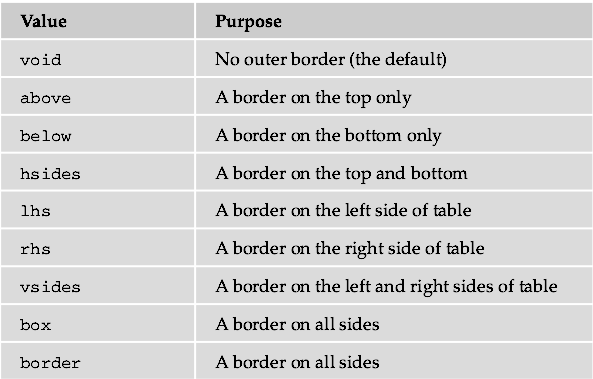 Value Purpose
void No outer border (the default)
above A border on the top only
below A border on the bottom only
hsides A border on the top and bottom
lhs A border on the left side of table
rhs A border on the right side of table
vsides A border on the left and right sides of table
box A border on all sides
border A border on all sides